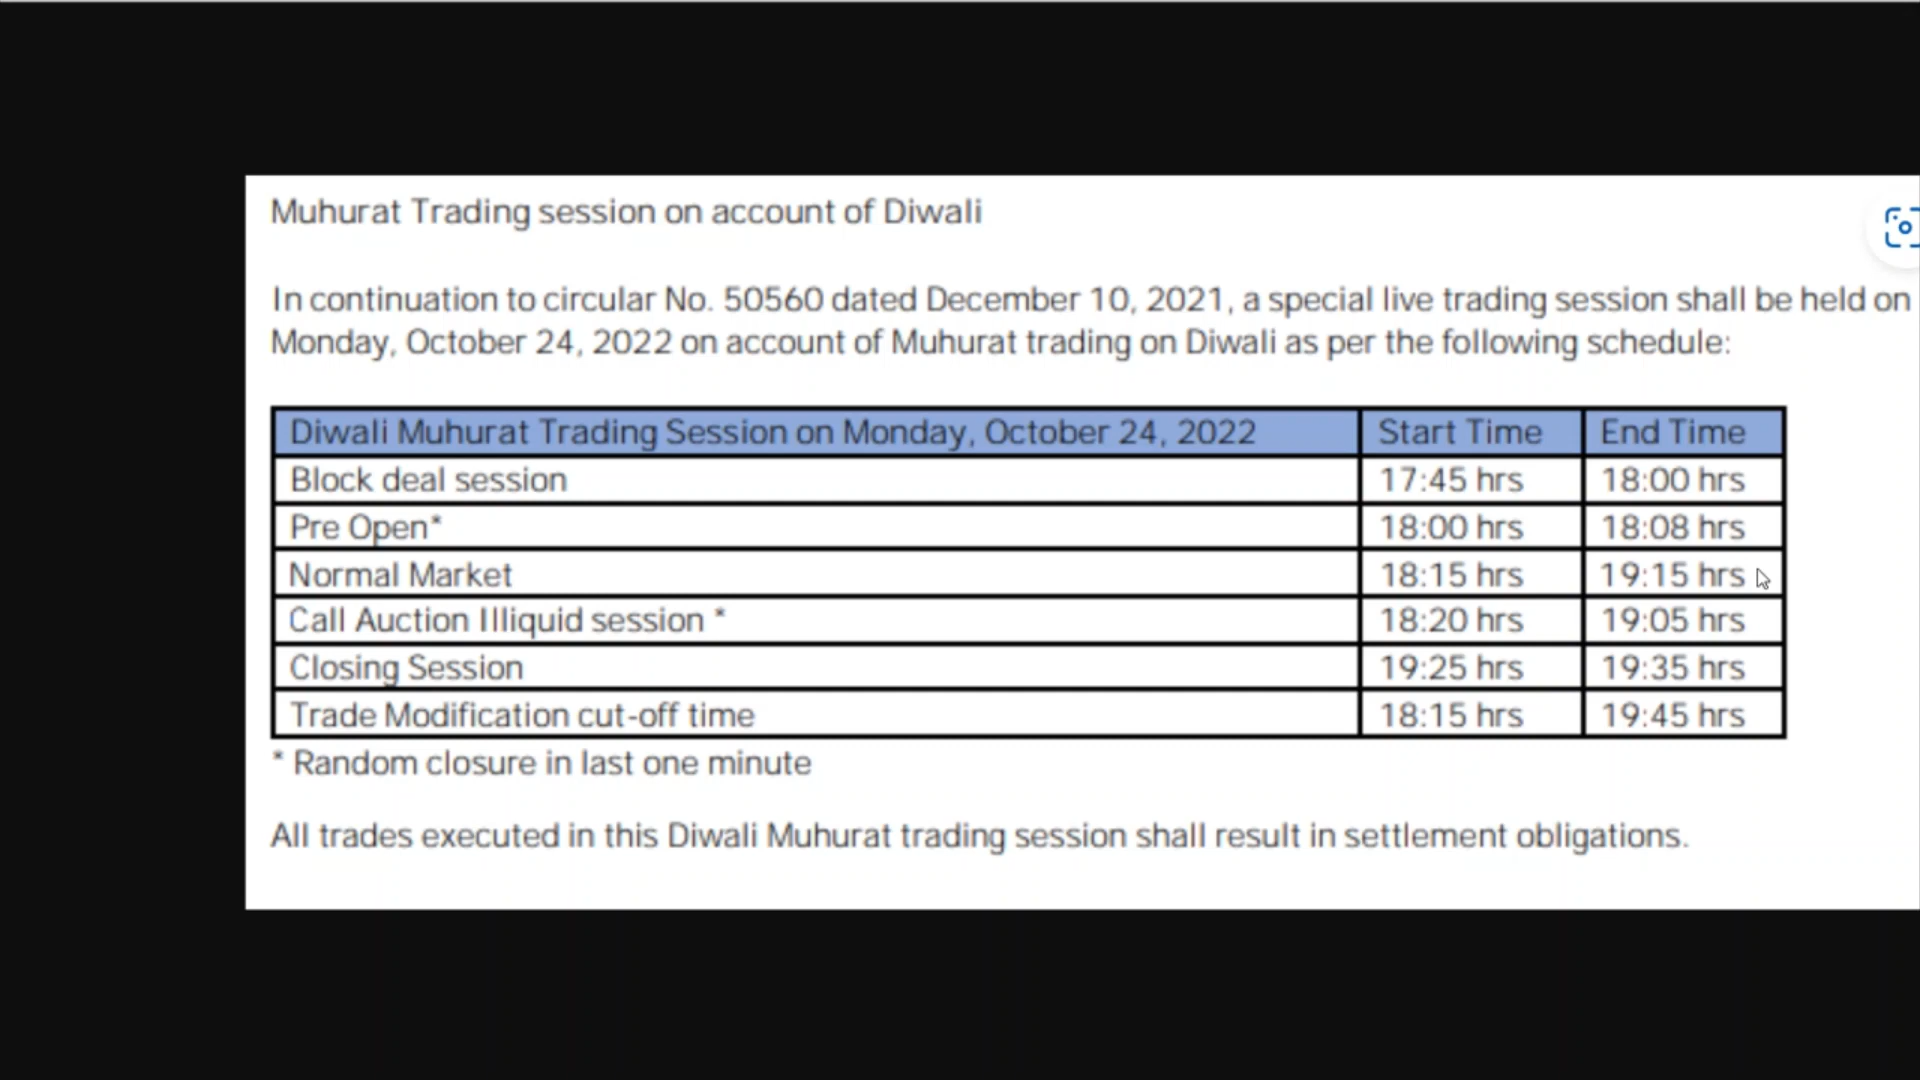 Muhurat Trading session on account of Diwali
In continuation to circular No. 50560 dated December 10, 2021, a special live trading session shall be held on
Monday, October 24, 2022 on account of Muhurat trading on Diwali as per the following schedule:
Diwali Muhurat Trading Session on Monday, October 24, 2022 Start Time End Time
Block deal session 17:45 hrs 18:00 hrs
Pre Open* 18:00 hrs 18:08 hrs
Normal Market 18:15 hrs 19:15 hrs
Call Auction Illiquid session * 18:20 hrs 19:05 hrs
Closing Session 19:25 hrs 19:35 hrs
Trade Modification cut-off time 18:15 hrs 19:45 hrs
* Random closure in last one minute
All trades executed in this Diwali Muhurat trading session shall result in settlement obligations.